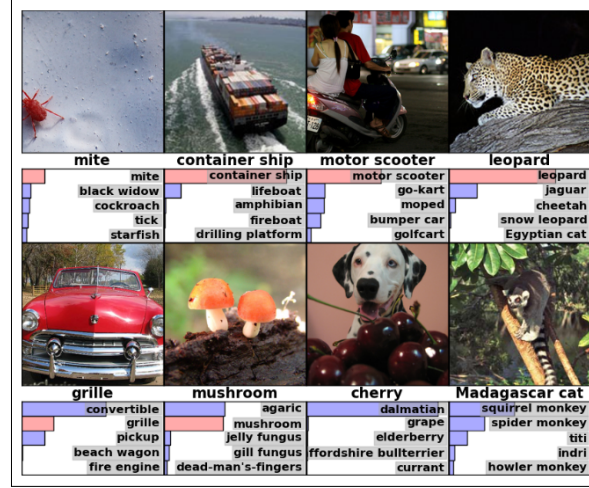 mite
container ship
motor scooter
leopard
mite
black widow
cockroach
tick
starfish
container ship
lifeboat
amphibian
fireboat
drilling platform
motor scooter
go-kart
moped
bumper car
golfcart
leopard
jaguar
cheetah
snow leopard
Egyptian cat
grille
mushroom
cherry
Madagascar cat
convertible
grille
pickup
beach wagon
fire engine
agaric
mushroom
jelly fungus
gill fungus
dead-man's-fingers
dalmatian
grape
elderberry
ffordshire bullterrier
currant
squirrel monkey
spider monkey
titi
indri
howler monkey